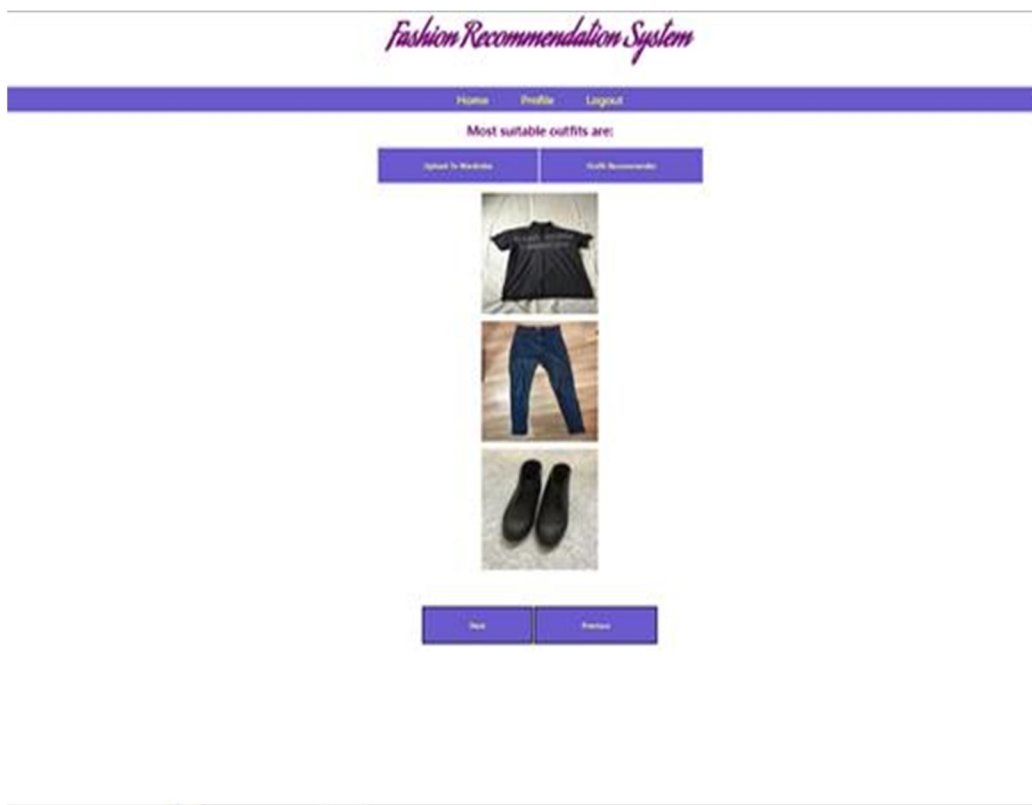 Fashion Recommendation System
Home Profile Logout
Most suitable outfits are:
Upload To Wardrobe Outfit Recommender
Next Previous